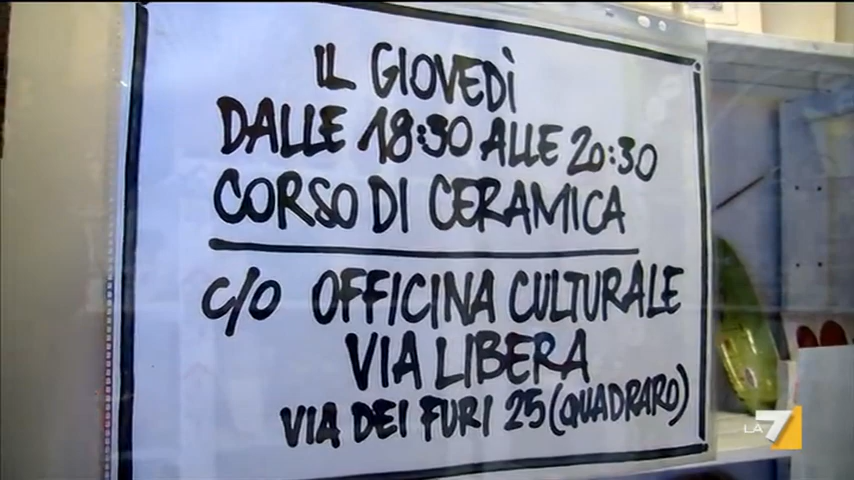 IL GIOVEDÌ
DALLE 18:30 ALLE 20:30
CORSO DI CERAMICA
C/O OFFICINA CULTURALE
VIA LIBERA
VIA DEI FURI 25 (QUADRARO)
LA7